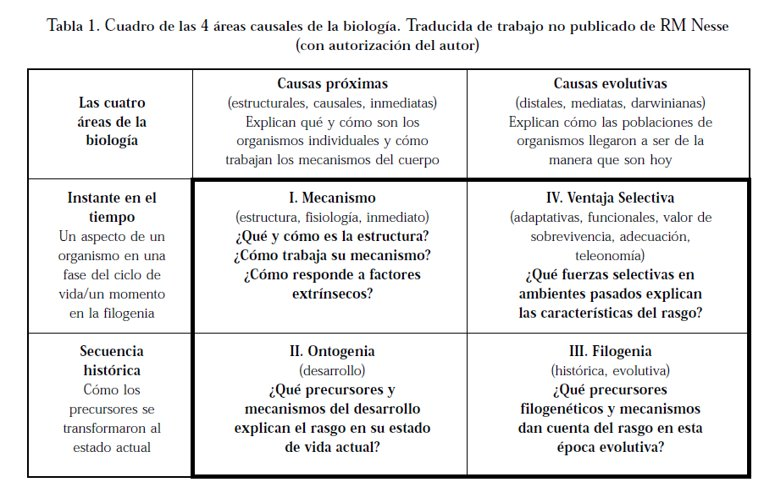 Tabla 1. Cuadro de las 4 áreas causales de la biología. Traducida de trabajo no publicado de RM Nesse
(con autorización del autor)
Las cuatro
áreas de la
biología
Causas próximas
(estructurales, causales, inmediatas)
Explican qué y cómo son los
organismos individuales y cómo
trabajan los mecanismos del cuerpo
Causas evolutivas
(distales, mediatas, darwinianas)
Explican cómo las poblaciones de
organismos llegaron a ser de la
manera que son hoy
Instante en el
tiempo
Un aspecto de un
organismo en una
fase del ciclo de
vida/un momento
en la filogenia
I. Mecanismo
(estructura, fisiología, inmediato)
¿Qué y cómo es la estructura?
¿Cómo trabaja su mecanismo?
¿Cómo responde a factores
extrínsecos?
IV. Ventaja Selectiva
(adaptativas, funcionales, valor de
sobrevivencia, adecuación,
teleonomía)
¿Qué fuerzas selectivas en
ambientes pasados explican
las características del rasgo?
Secuencia
histórica
Cómo los
precursores se
transformaron al
estado actual
II. Ontogenia
(desarrollo)
¿Qué precursores y
mecanismos del desarrollo
explican el rasgo en su estado
de vida actual?
III. Filogenia
(histórica, evolutiva)
¿Qué precursores
filogenéticos y mecanismos
dan cuenta del rasgo en esta
época evolutiva?